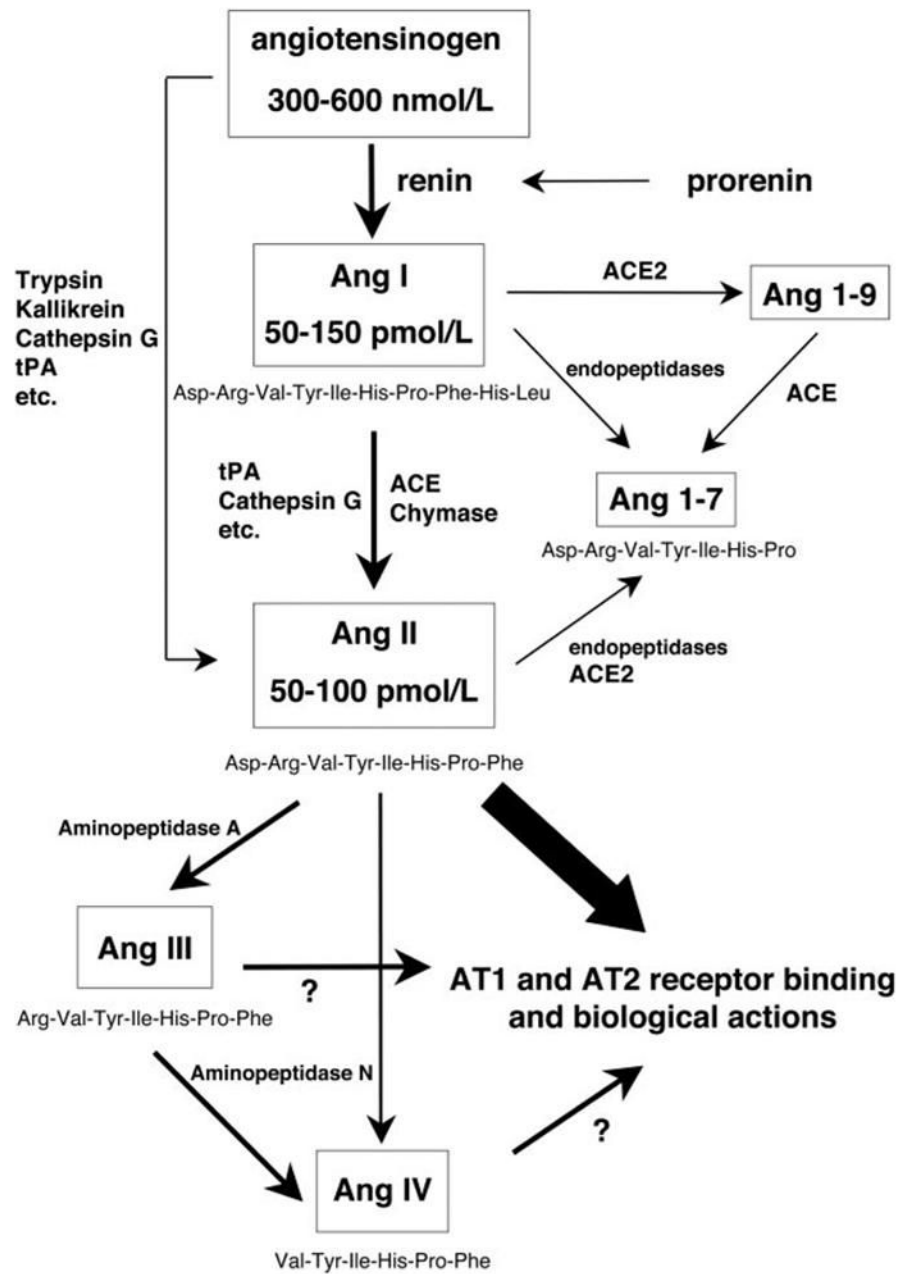 angiotensinogen
300-600 nmol/L
renin
prorenin
Trypsin
Kallikrein
Cathepsin G
tPA
etc.
Ang I
50-150 pmol/L
Asp-Arg-Val-Tyr-Ile-His-Pro-Phe-His-Leu
ACE2
Ang 1-9
endopeptidases
ACE
tPA
Cathepsin G
etc.
ACE
Chymase
Ang 1-7
Asp-Arg-Val-Tyr-Ile-His-Pro
Ang II
50-100 pmol/L
endopeptidases
ACE2
Asp-Arg-Val-Tyr-Ile-His-Pro-Phe
Aminopeptidase A
Ang III
?
Arg-Val-Tyr-Ile-His-Pro-Phe
AT1 and AT2 receptor binding
and biological actions
Aminopeptidase N
?
Ang IV
Val-Tyr-Ile-His-Pro-Phe